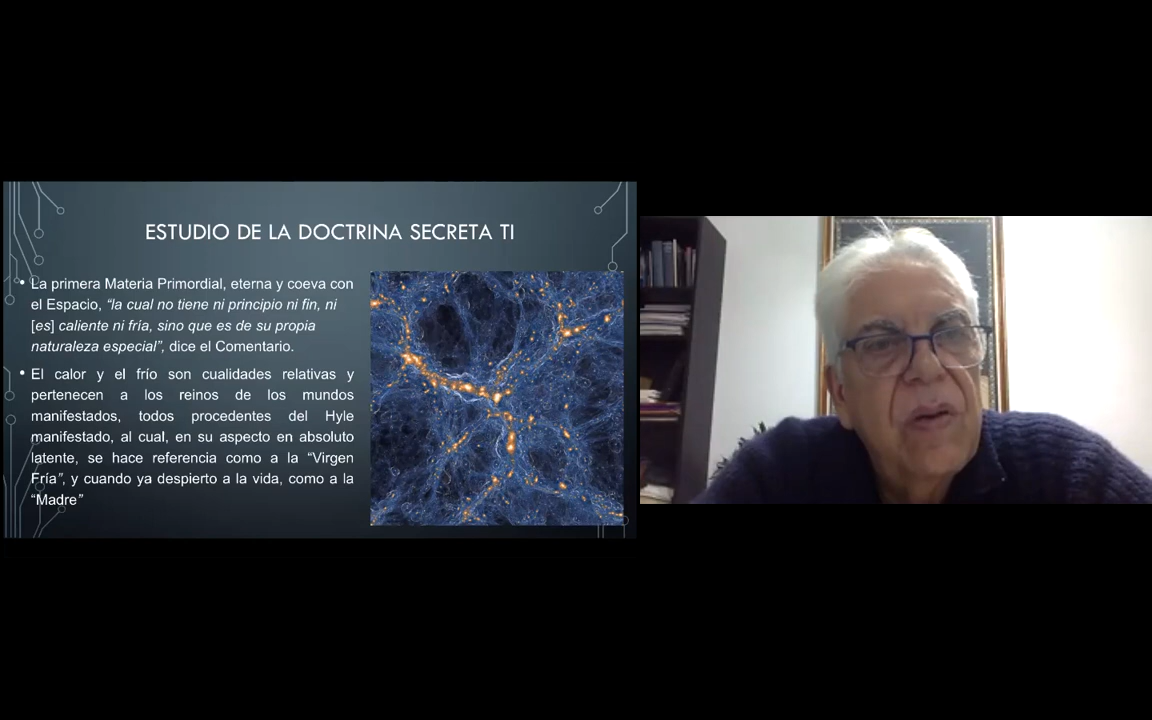 ESTUDIO DE LA DOCTRINA SECRETA TI
• La primera Materia Primordial, eterna y coeva con
el Espacio, “la cual no tiene ni principio ni fin, ni
[es] caliente ni fría, sino que es de su propia
naturaleza especial”, dice el Comentario.
• El calor y el frío son cualidades relativas y
pertenecen a los reinos de los mundos
manifestados, todos procedentes del Hyle
manifestado, al cual, en su aspecto en absoluto
latente, se hace referencia como a la “Virgen
Fría”, y cuando ya despierto a la vida, como a la
“Madre”